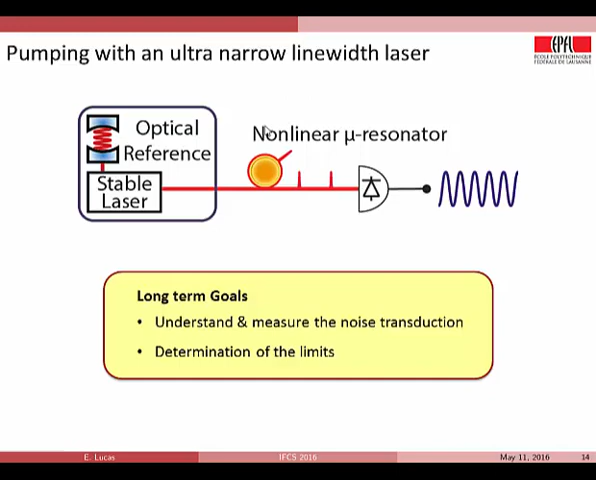 Pumping with an ultra narrow linewidth laser
EPFL
ÉCOLE POLYTECHNIQUE
FÉDÉRALE DE LAUSANNE
Optical
Reference
Stable
Laser
Nonlinear μ-resonator
Long term Goals
• Understand & measure the noise transduction
• Determination of the limits
E. Lucas
IFCS 2016
May 11, 2016
14